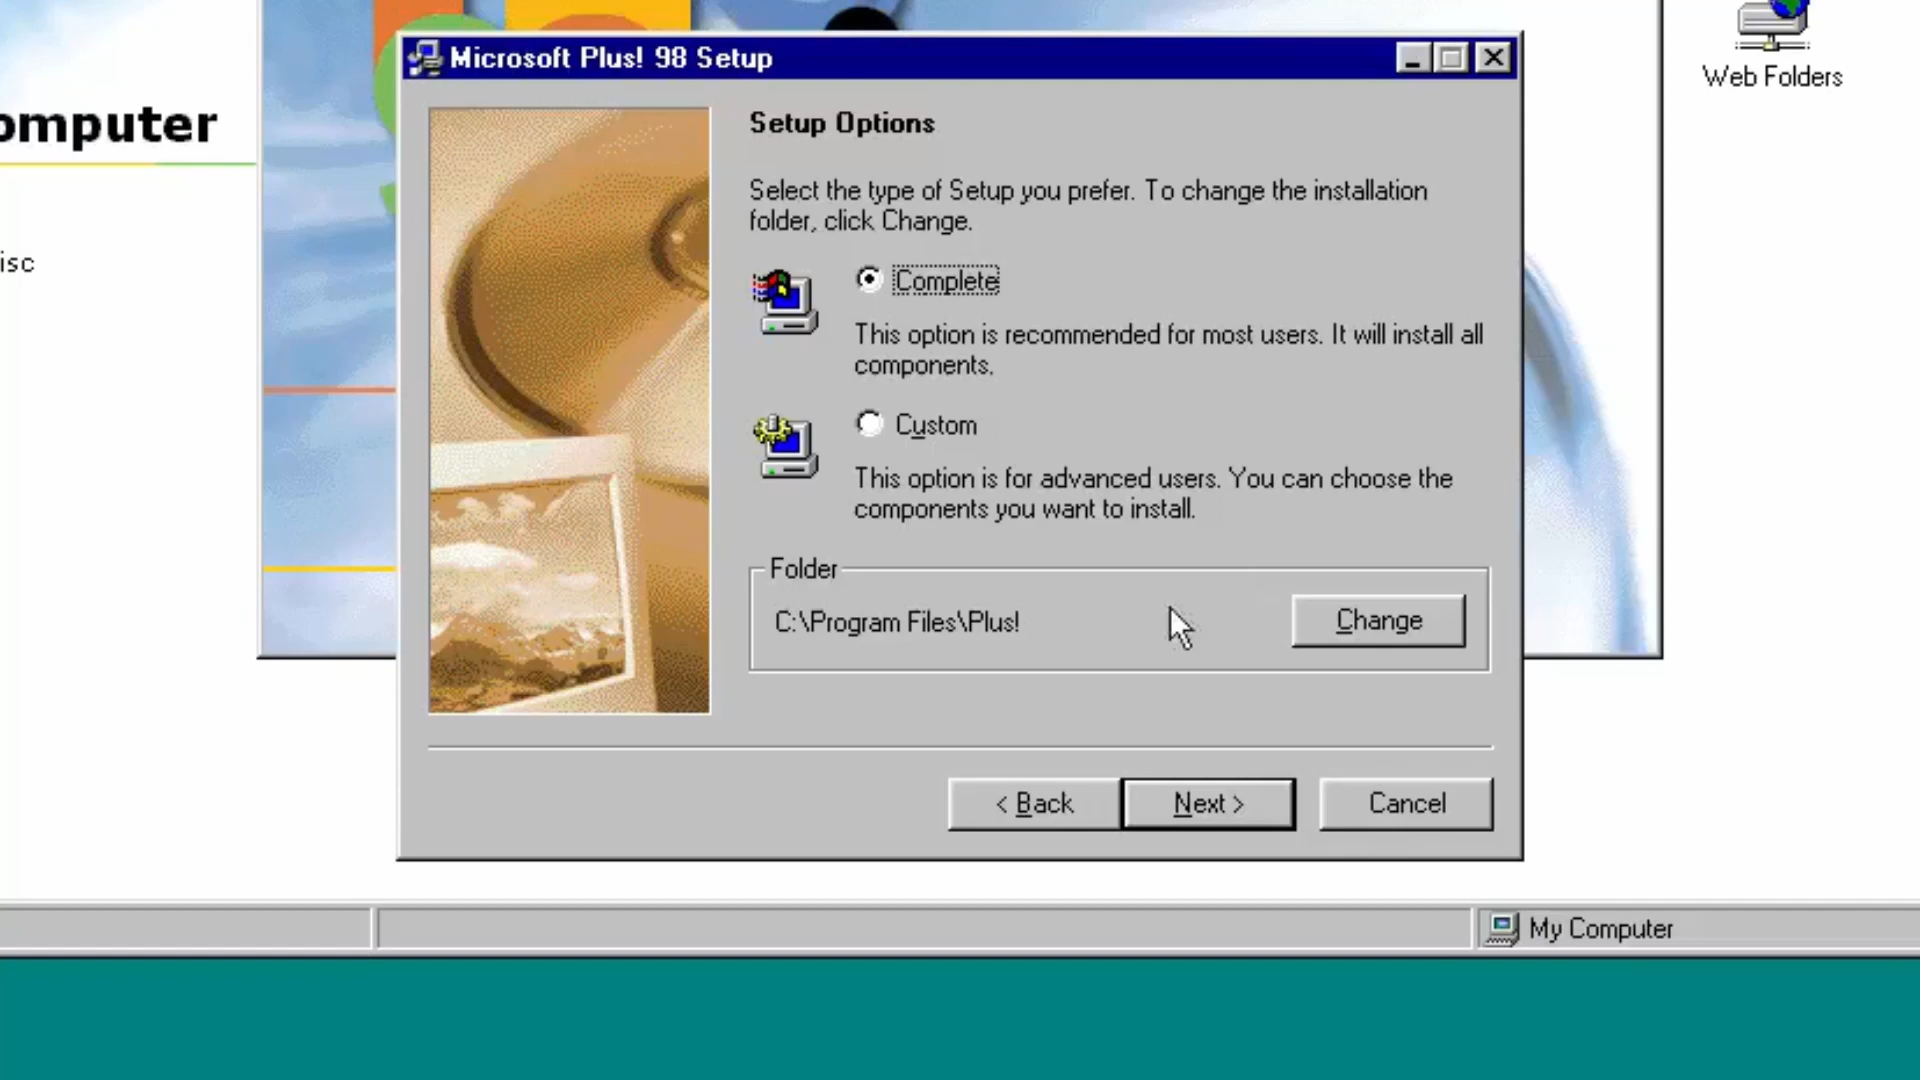 Microsoft Plus! 98 Setup
Web Folders
omputer
isc
Setup Options
Select the type of Setup you prefer. To change the installation
folder, click Change.
Complete
This option is recommended for most users. It will install all
components.
Custom
This option is for advanced users. You can choose the
components you want to install.
Folder
C:\Program Files\Plus!
Change
< Back
Next >
Cancel
My Computer